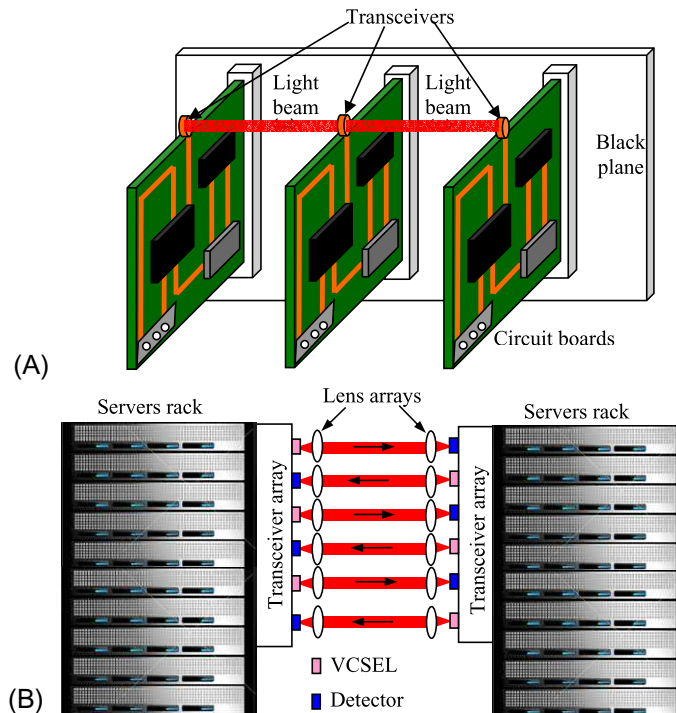 Transceivers
Light
beam
Light
beam
Black
plane
Circuit boards
(A)
Servers rack
Lens arrays
Servers rack
Transceiver array
Transceiver array
VCSEL
Detector
(B)